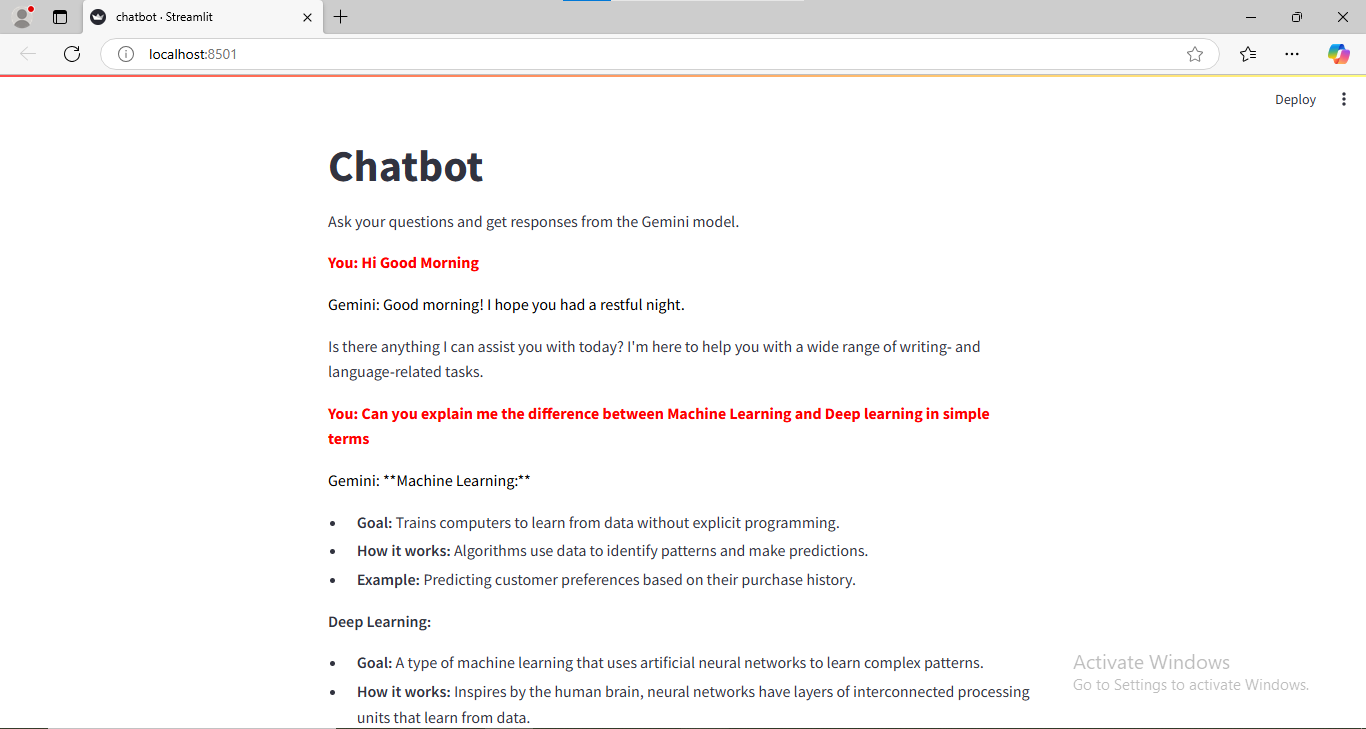 chatbot · Streamlit
localhost:8501
Deploy
Chatbot
Ask your questions and get responses from the Gemini model.
You: Hi Good Morning
Gemini: Good morning! I hope you had a restful night.
Is there anything I can assist you with today? I'm here to help you with a wide range of writing- and
language-related tasks.
You: Can you explain me the difference between Machine Learning and Deep learning in simple
terms
Gemini: **Machine Learning:**
• Goal: Trains computers to learn from data without explicit programming.
• How it works: Algorithms use data to identify patterns and make predictions.
• Example: Predicting customer preferences based on their purchase history.
Deep Learning:
• Goal: A type of machine learning that uses artificial neural networks to learn complex patterns.
• How it works: Inspires by the human brain, neural networks have layers of interconnected processing
units that learn from data.
Activate Windows
Go to Settings to activate Windows.